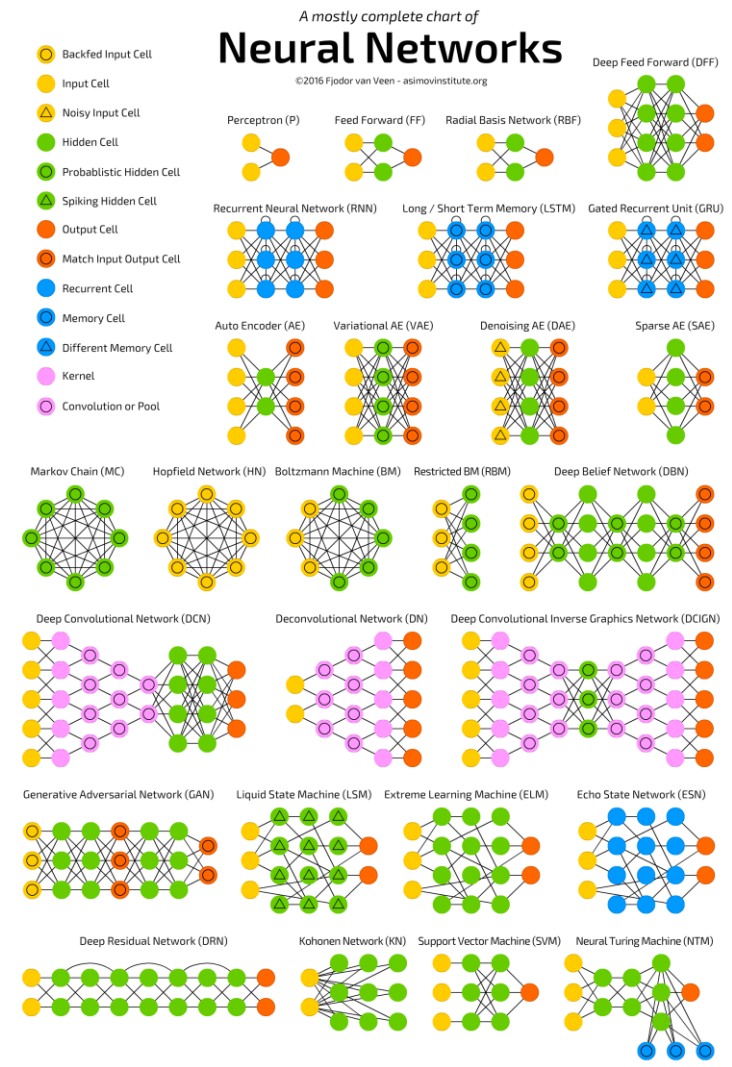 A mostly complete chart of
Neural Networks
©2016 Fjodor van Veen - asimovinstitute.org
Backfed Input Cell
Input Cell
Noisy Input Cell
Hidden Cell
Probablistic Hidden Cell
Spiking Hidden Cell
Output Cell
Match Input Output Cell
Recurrent Cell
Memory Cell
Different Memory Cell
Kernel
Convolution or Pool
Deep Feed Forward (DFF)
Perceptron (P)
Feed Forward (FF)
Radial Basis Network (RBF)
Recurrent Neural Network (RNN)
Long / Short Term Memory (LSTM)
Gated Recurrent Unit (GRU)
Auto Encoder (AE)
Variational AE (VAE)
Denoising AE (DAE)
Sparse AE (SAE)
Markov Chain (MC)
Hopfield Network (HN)
Boltzmann Machine (BM)
Restricted BM (RBM)
Deep Belief Network (DBN)
Deep Convolutional Network (DCN)
Deconvolutional Network (DN)
Deep Convolutional Inverse Graphics Network (DCIGN)
Generative Adversarial Network (GAN)
Liquid State Machine (LSM)
Extreme Learning Machine (ELM)
Echo State Network (ESN)
Deep Residual Network (DRN)
Kohonen Network (KN)
Support Vector Machine (SVM)
Neural Turing Machine (NTM)